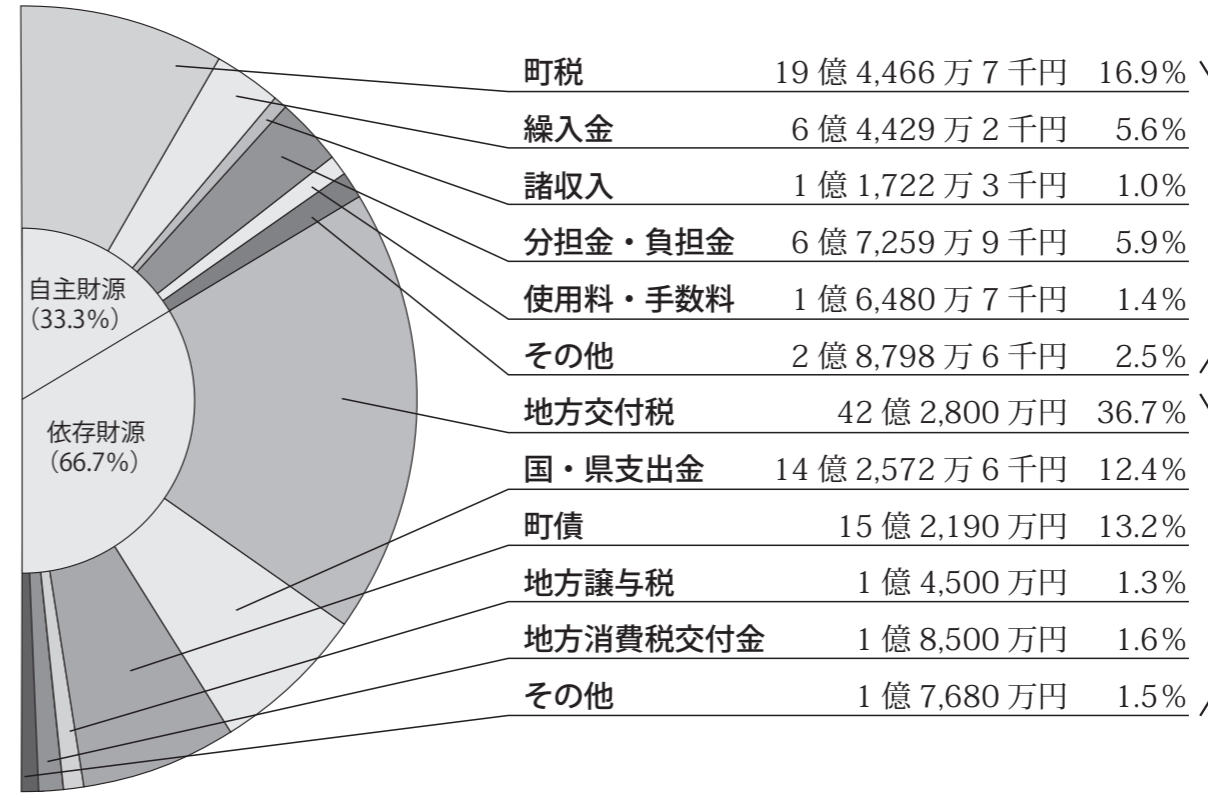 町税 19億4,466万7千円 16.9%
繰入金 6億4,429万2千円 5.6%
諸収入 1億1,722万3千円 1.0%
分担金・負担金 6億7,259万9千円 5.9%
使用料・手数料 1億6,480万7千円 1.4%
その他 2億8,798万6千円 2.5%
地方交付税 42億2,800万円 36.7%
国・県支出金 14億2,572万6千円 12.4%
町債 15億2,190万円 13.2%
地方譲与税 1億4,500万円 1.3%
地方消費税交付金 1億8,500万円 1.6%
その他 1億7,680万円 1.5%
自主財源
(33.3%)
依存財源
(66.7%)